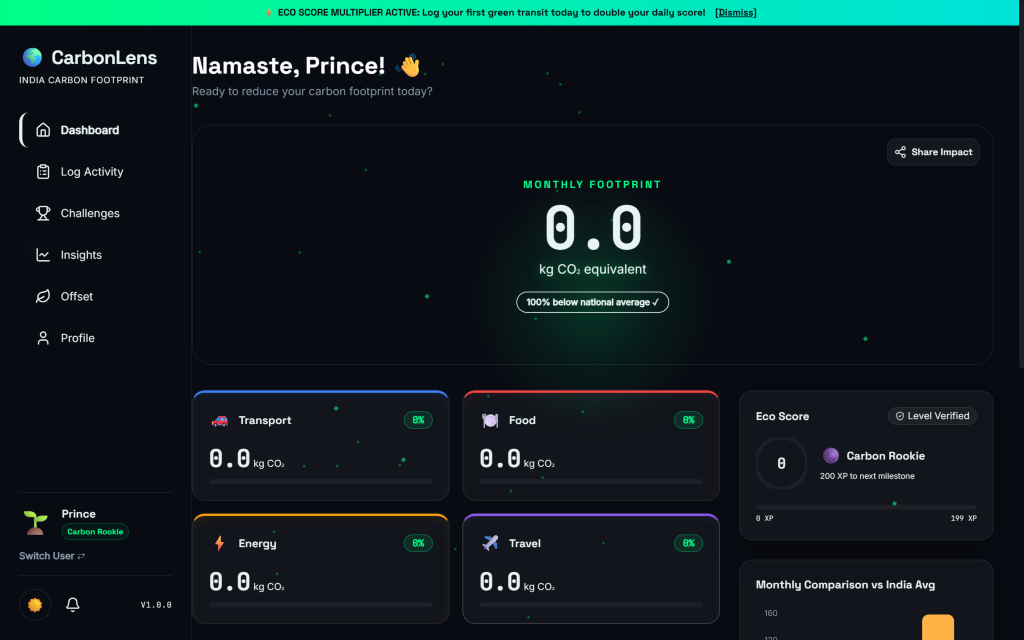 ECO SCORE MULTIPLIER ACTIVE: Log your first green transit today to double your daily score! [Dismiss]
CarbonLens
INDIA CARBON FOOTPRINT
Dashboard
Log Activity
Challenges
Insights
Offset
Profile
Prince
Carbon Rookie
Switch User ⇄
V1.0.0
Namaste, Prince!
Ready to reduce your carbon footprint today?
Share Impact
MONTHLY FOOTPRINT
0.0
kg CO₂ equivalent
100% below national average ✓
Transport
0%
0.0 kg CO₂
Food
0%
0.0 kg CO₂
Energy
0%
0.0 kg CO₂
Travel
0%
0.0 kg CO₂
Eco Score
Level Verified
0
Carbon Rookie
200 XP to next milestone
0 XP
199 XP
Monthly Comparison vs India Avg
160
120